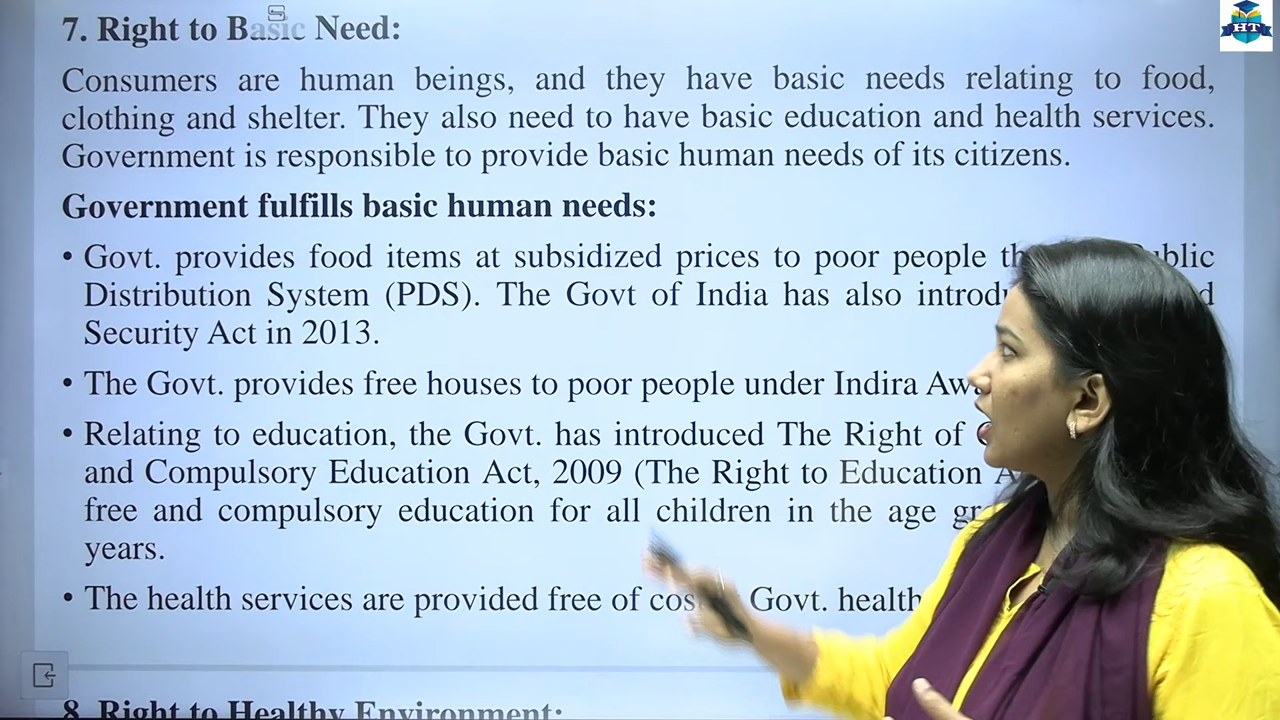 7. Right to Basic Need:
HT
Consumers are human beings, and they have basic needs relating to food,
clothing and shelter. They also need to have basic education and health services.
Government is responsible to provide basic human needs of its citizens.
Government fulfills basic human needs:
• Govt. provides food items at subsidized prices to poor people
Distribution System (PDS). The Govt of India has also
Security Act in 2013.
• The Govt. provides free houses to poor people under Indira
• Relating to education, the Govt. has introduced The Right of
and Compulsory Education Act, 2009 (The Right to Education
free and compulsory education for all children in the age
years.
• The health services are provided free of Govt. health
8. Right to Healthy Environment: